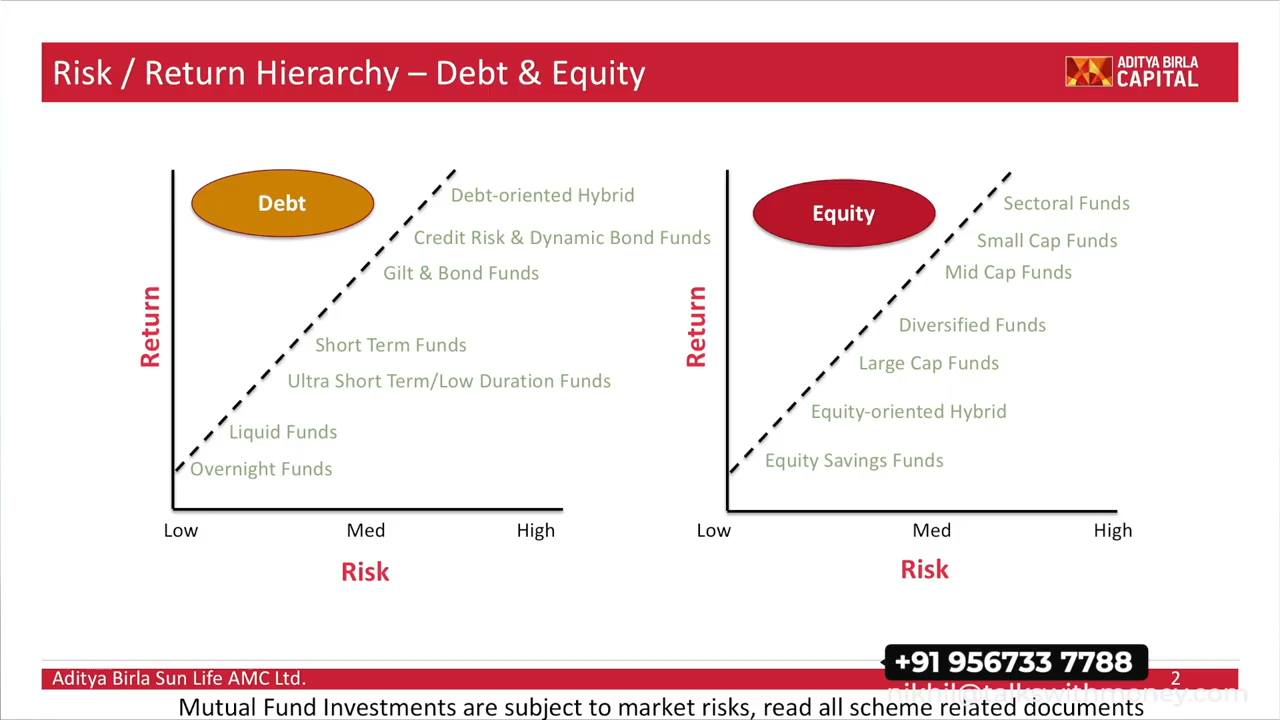 Risk / Return Hierarchy – Debt & Equity
ADITYA BIRLA
CAPITAL
Debt
Return
Debt-oriented Hybrid
Credit Risk & Dynamic Bond Funds
Gilt & Bond Funds
Short Term Funds
Ultra Short Term/Low Duration Funds
Liquid Funds
Overnight Funds
Low Med High
Risk
Equity
Return
Sectoral Funds
Small Cap Funds
Mid Cap Funds
Diversified Funds
Large Cap Funds
Equity-oriented Hybrid
Equity Savings Funds
Low Med High
Risk
+91 956733 7788
Aditya Birla Sun Life AMC Ltd. 2
nikhil@talkswithmoney.com
Mutual Fund Investments are subject to market risks, read all scheme related documents